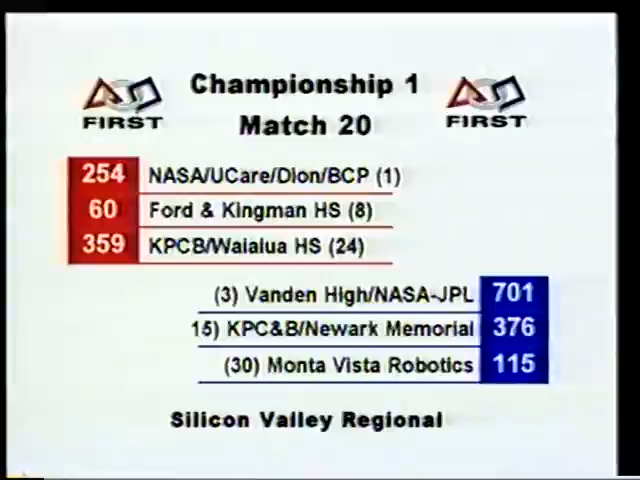 Championship 1
Match 20
FIRST
FIRST
254 NASA/UCare/Dion/BCP (1)
60 Ford & Kingman HS (8)
359 KPCB/Waialua HS (24)
(3) Vanden High/NASA-JPL 701
15) KPC&B/Newark Memorial 376
(30) Monta Vista Robotics 115
Silicon Valley Regional